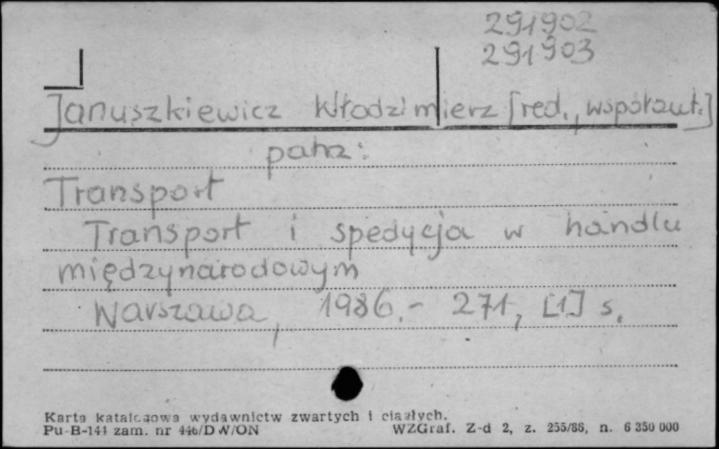 291902
291903
Januszkiewicz Włodzimierz [red., współaut.]
patrz:
Transport
Transport i spedycja w handlu
międzynarodowym
Warszawa, 1986.- 271, [1] s.
Karta katalogowa wydawnictw zwartych i ciągłych.
Pu-B-141 zam. nr 446/DW/ON WZGraf. Z-d 2, z. 255/86, n. 6 350 000